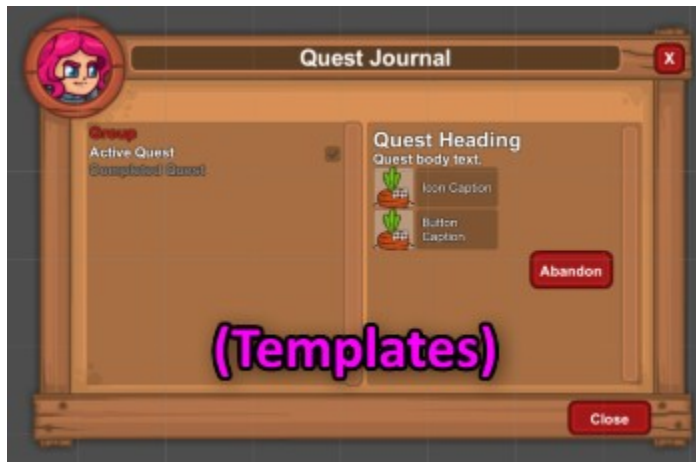 Quest Journal
X
Group
Active Quest
Completed Quest
Quest Heading
Quest body text.
Icon Caption
Button
Caption
Abandon
(Templates)
Close